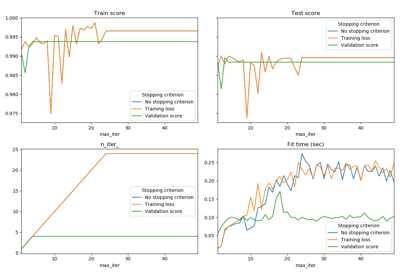 Train score
Test score
1.000
0.995
0.990
0.985
0.980
0.975
Stopping criterion
No stopping criterion
Training loss
Validation score
Stopping criterion
No stopping criterion
Training loss
Validation score
10 20 30 40
max_iter
10 20 30 40
max_iter
n_iter_
Fit time (sec)
25
20
15
10
5
0
Stopping criterion
No stopping criterion
Training loss
Validation score
0.25
0.20
0.15
0.10
0.05
Stopping criterion
No stopping criterion
Training loss
Validation score
10 20 30 40
max_iter
10 20 30 40
max_iter